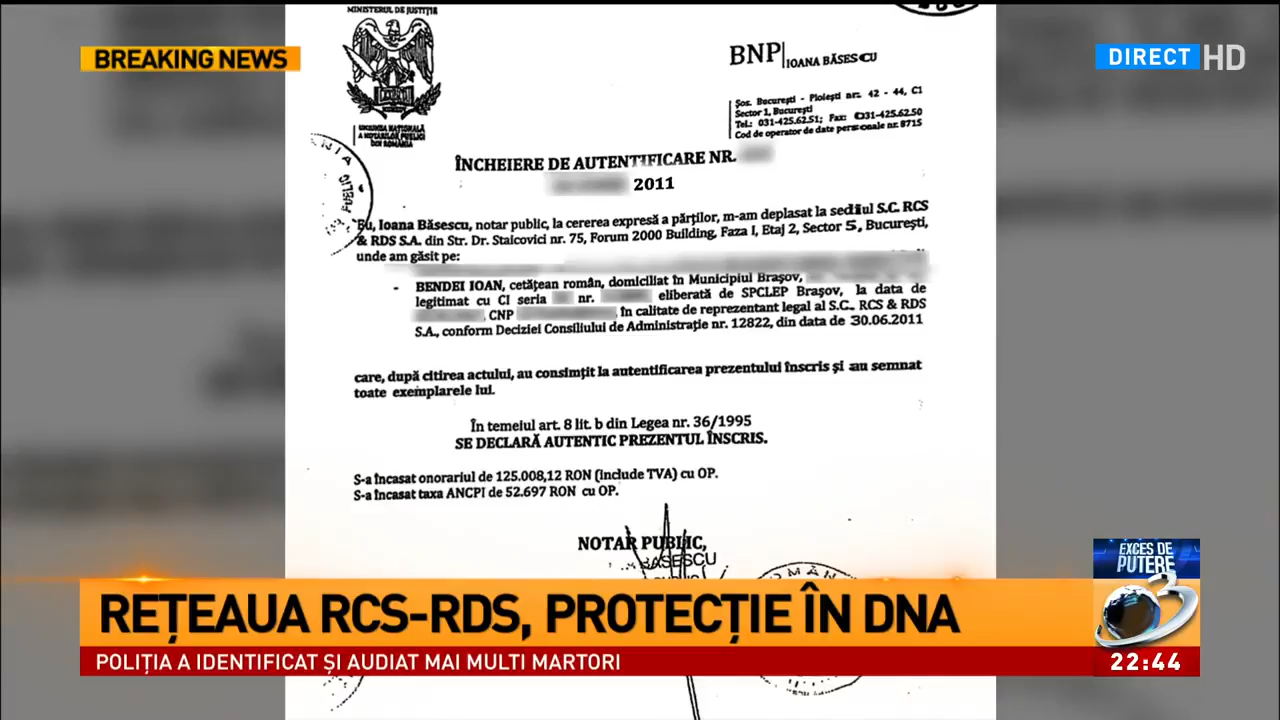 MINISTERUL DE JUSTIȚIE
BREAKING NEWS
DIRECT HD
BNP IOANA BĂSESCU
Șos. București - Ploiești nr. 42 - 44, C1
Sector 1, București
Tel.: 031-425.62.51; Fax: 031-425.62.50
Cod de operator de date personale nr. 8715
UNIUNEA NAȚIONALĂ
A NOTARILOR PUBLICI
DIN ROMÂNIA
ÎNCHEIERE DE AUTENTIFICARE NR.
2011
Eu, Ioana Băsescu, notar public, la cererea expresă a părților, m-am deplasat la sediul S.C. RCS
& RDS S.A. din Str. Dr. Staicovici nr. 75, Forum 2000 Building, Faza I, Etaj 2, Sector 5, București,
unde am găsit pe:
- BENDEI IOAN, cetățean român, domiciliat în Municipiul Brașov,
legitimat cu CI seria nr. eliberată de SPCLEP Brașov, la data de
, CNP , în calitate de reprezentant legal al S.C. RCS & RDS
S.A., conform Deciziei Consiliului de Administrație nr. 12822, din data de 30.06.2011
care, după citirea actului, au consimțit la autentificarea prezentului înscris și au semnat
toate exemplarele lui.
În temeiul art. 8 lit. b din Legea nr. 36/1995
SE DECLARĂ AUTENTIC PREZENTUL ÎNSCRIS.
S-a încasat onorariul de 125.008,12 RON (include TVA) cu OP.
S-a încasat taxa ANCPI de 52.697 RON cu OP.
NOTAR PUBLIC,
BĂSESCU
EXCES DE
PUTERE
REȚEAUA RCS-RDS, PROTECȚIE ÎN DNA
POLIȚIA A IDENTIFICAT ȘI AUDIAT MAI MULTI MARTORI
22:44